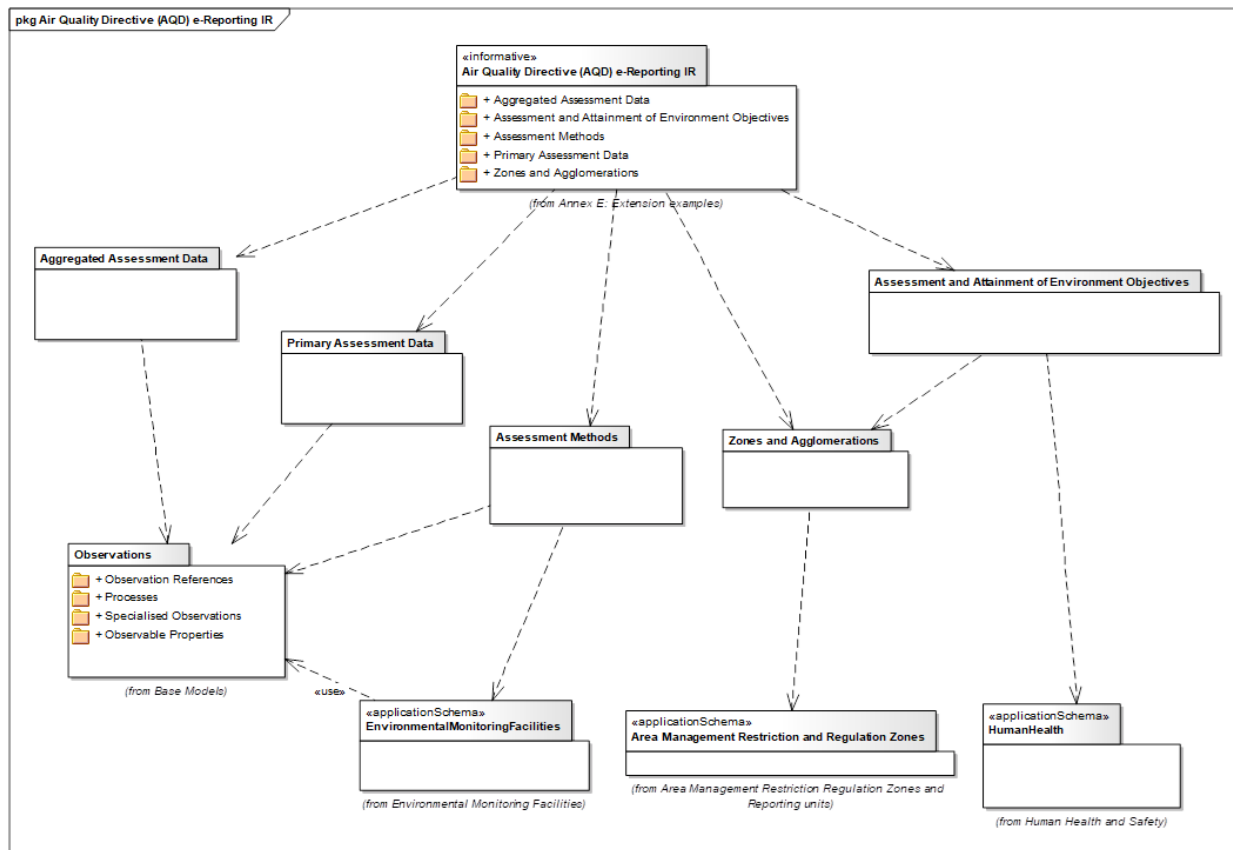 pkg Air Quality Directive (AQD) e-Reporting IR
«informative»
Air Quality Directive (AQD) e-Reporting IR
+ Aggregated Assessment Data
+ Assessment and Attainment of Environment Objectives
+ Assessment Methods
+ Primary Assessment Data
+ Zones and Agglomerations
(from Annex E: Extension examples)
Aggregated Assessment Data
Assessment and Attainment of Environment Objectives
Primary Assessment Data
Assessment Methods
Zones and Agglomerations
Observations
+ Observation References
+ Processes
+ Specialised Observations
+ Observable Properties
(from Base Models)
«use»
«applicationSchema»
EnvironmentalMonitoringFacilities
(from Environmental Monitoring Facilities)
«applicationSchema»
Area Management Restriction and Regulation Zones
(from Area Management Restriction Regulation Zones and
Reporting units)
«applicationSchema»
HumanHealth
(from Human Health and Safety)